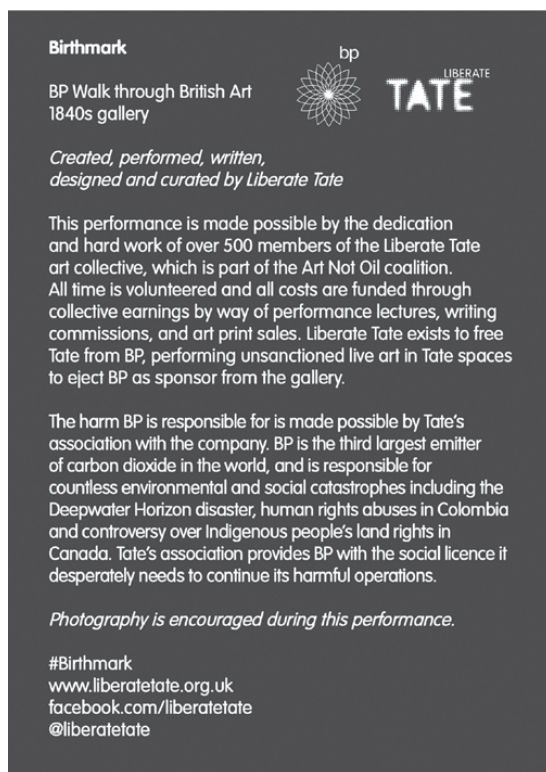 Birthmark
bp
LIBERATE
TATE
BP Walk through British Art
1840s gallery
Created, performed, written,
designed and curated by Liberate Tate
This performance is made possible by the dedication
and hard work of over 500 members of the Liberate Tate
art collective, which is part of the Art Not Oil coalition.
All time is volunteered and all costs are funded through
collective earnings by way of performance lectures, writing
commissions, and art print sales. Liberate Tate exists to free
Tate from BP, performing unsanctioned live art in Tate spaces
to eject BP as sponsor from the gallery.
The harm BP is responsible for is made possible by Tate's
association with the company. BP is the third largest emitter
of carbon dioxide in the world, and is responsible for
countless environmental and social catastrophes including the
Deepwater Horizon disaster, human rights abuses in Colombia
and controversy over Indigenous people's land rights in
Canada. Tate's association provides BP with the social licence it
desperately needs to continue its harmful operations.
Photography is encouraged during this performance.
#Birthmark
www.liberatetate.org.uk
facebook.com/liberatetate
@liberatetate